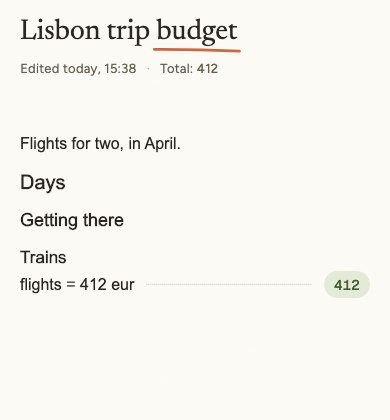 Lisbon trip budget
Edited today, 15:38 · Total: 412
Flights for two, in April.
Days
Getting there
Trains
flights = 412 eur 412